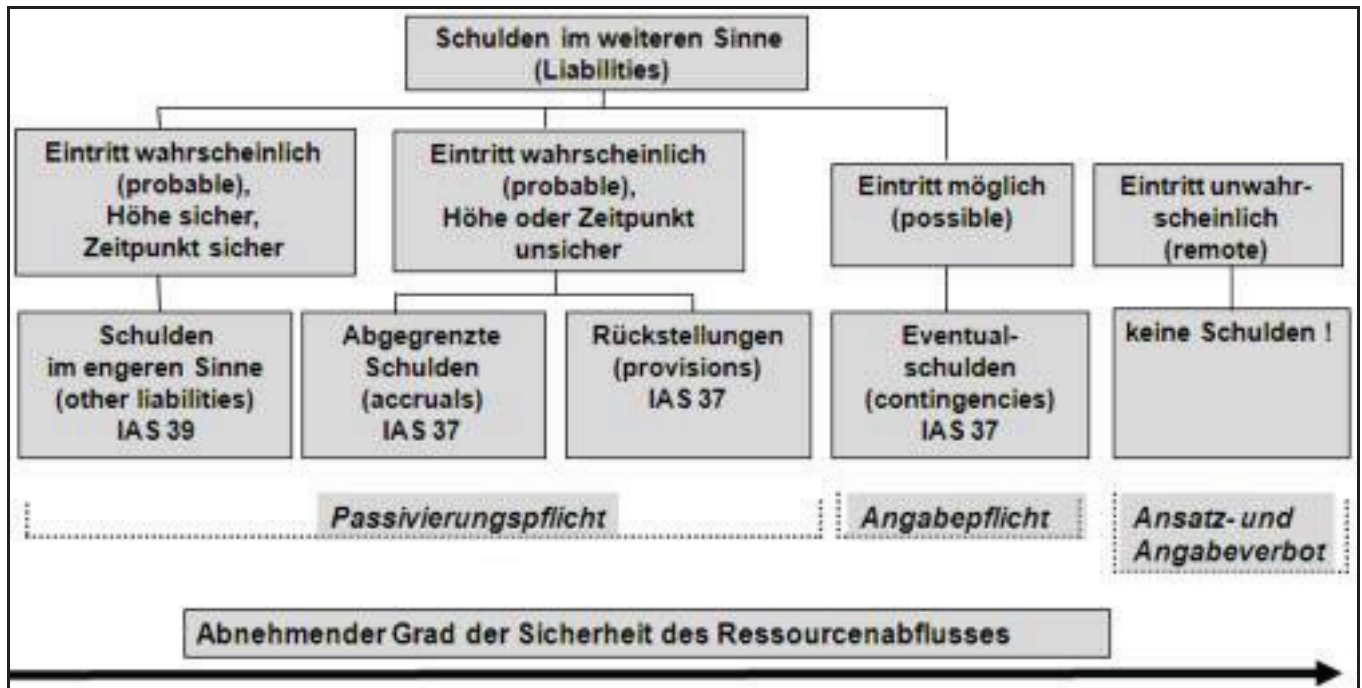 Schulden im weiteren Sinne
(Liabilities)
Eintritt wahrscheinlich
(probable),
Höhe sicher,
Zeitpunkt sicher
Eintritt wahrscheinlich
(probable),
Höhe oder Zeitpunkt
unsicher
Eintritt möglich
(possible)
Eintritt unwahr-
scheinlich
(remote)
Schulden
im engeren Sinne
(other liabilities)
IAS 39
Abgegrenzte
Schulden
(accruals)
IAS 37
Rückstellungen
(provisions)
IAS 37
Eventual-
schulden
(contingencies)
IAS 37
keine Schulden !
Passivierungspflicht
Angabepflicht
Ansatz- und
Angabeverbot
Abnehmender Grad der Sicherheit des Ressourcenabflusses